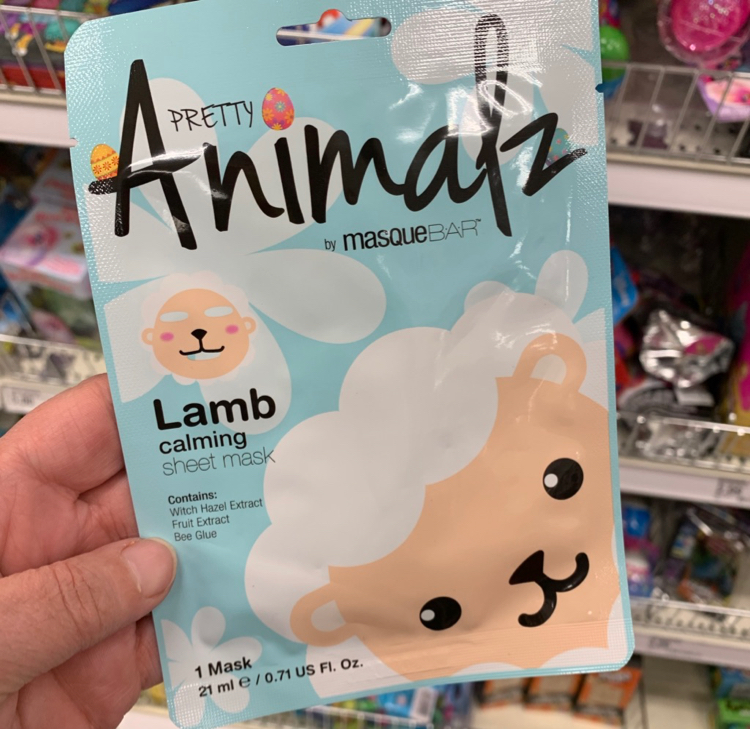 PRETTY
Animalz
by masqueBAR™
Lamb
calming
sheet mask
Contains:
Witch Hazel Extract
Fruit Extract
Bee Glue
1 Mask
21 ml ℮ / 0.71 US Fl. Oz.